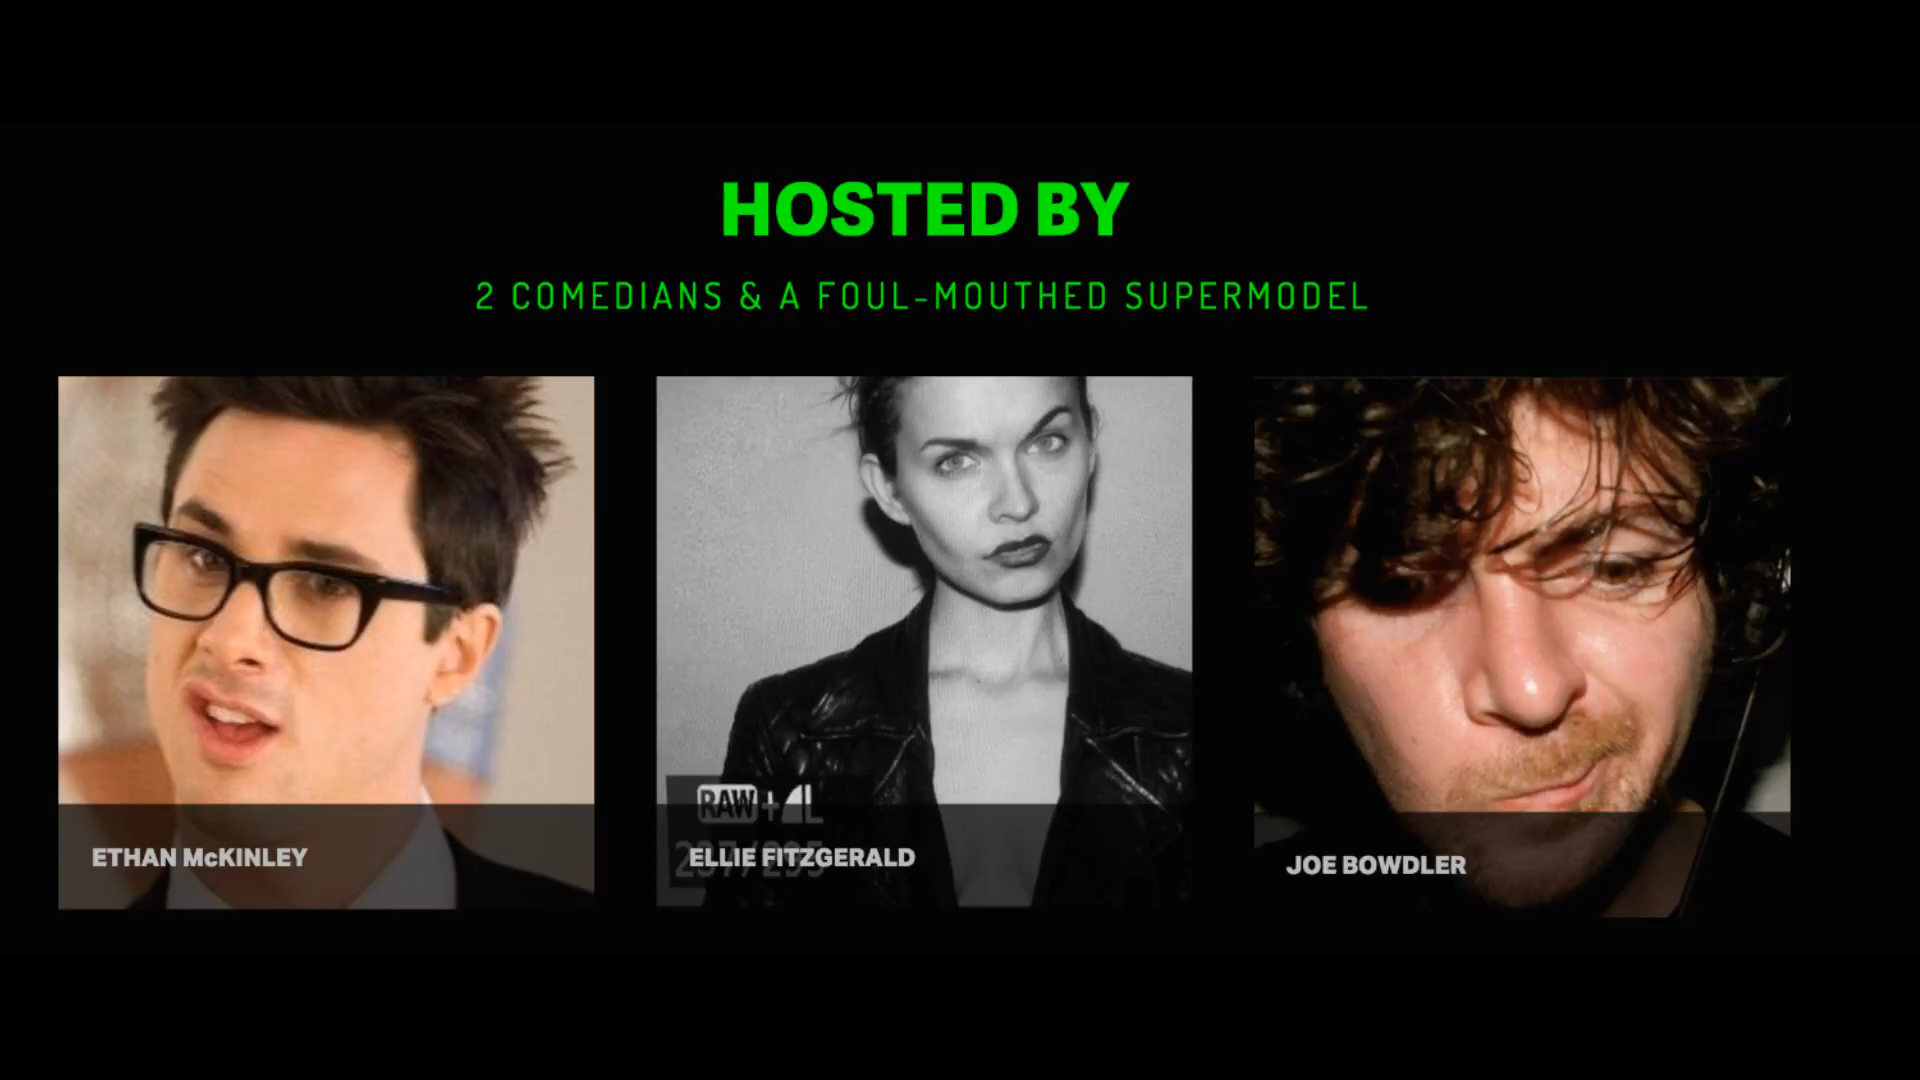 HOSTED BY
2 COMEDIANS & A FOUL-MOUTHED SUPERMODEL
ETHAN McKINLEY
RAW+ L
ELLIE FITZGERALD
JOE BOWDLER